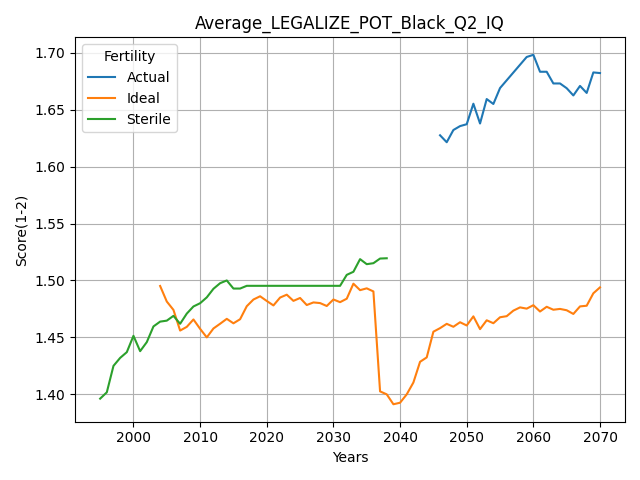 Average_LEGALIZE_POT_Black_Q2_IQ
Fertility
Actual
Ideal
Sterile
Score(1-2)
1.70
1.65
1.60
1.55
1.50
1.45
1.40
2000 2010 2020 2030 2040 2050 2060 2070
Years